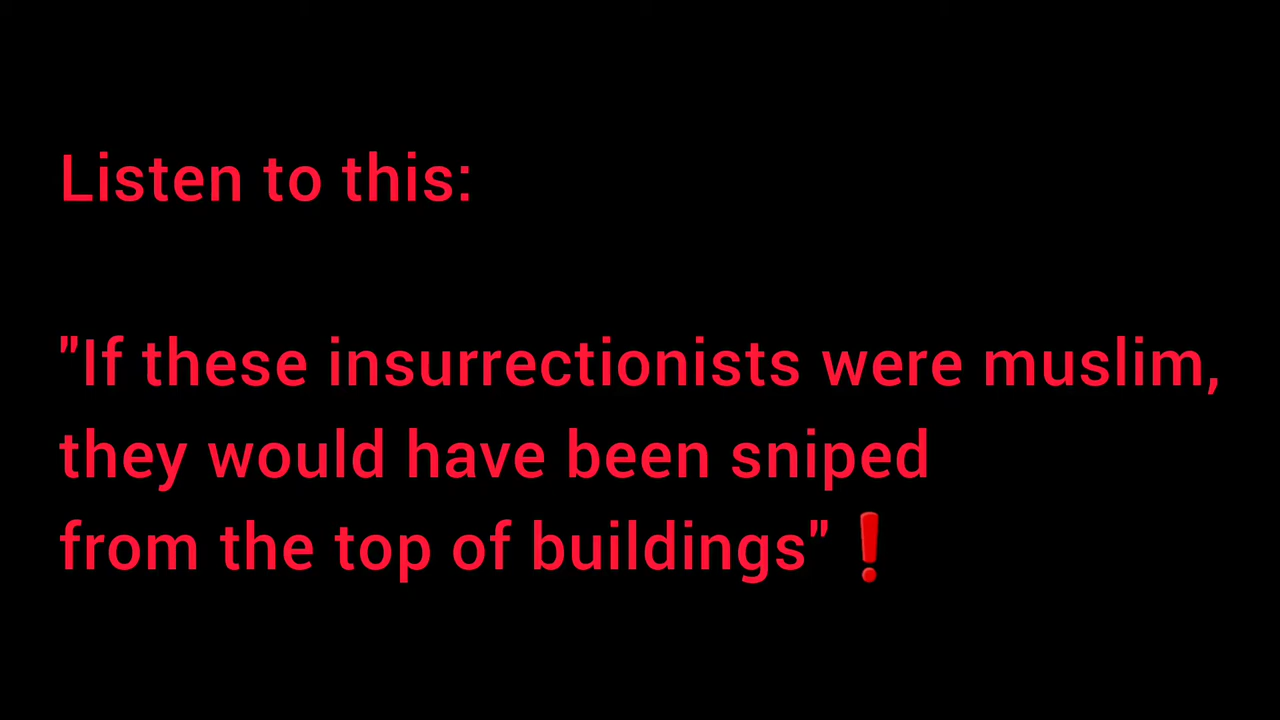 Listen to this:
"If these insurrectionists were muslim,
they would have been sniped
from the top of buildings"❗